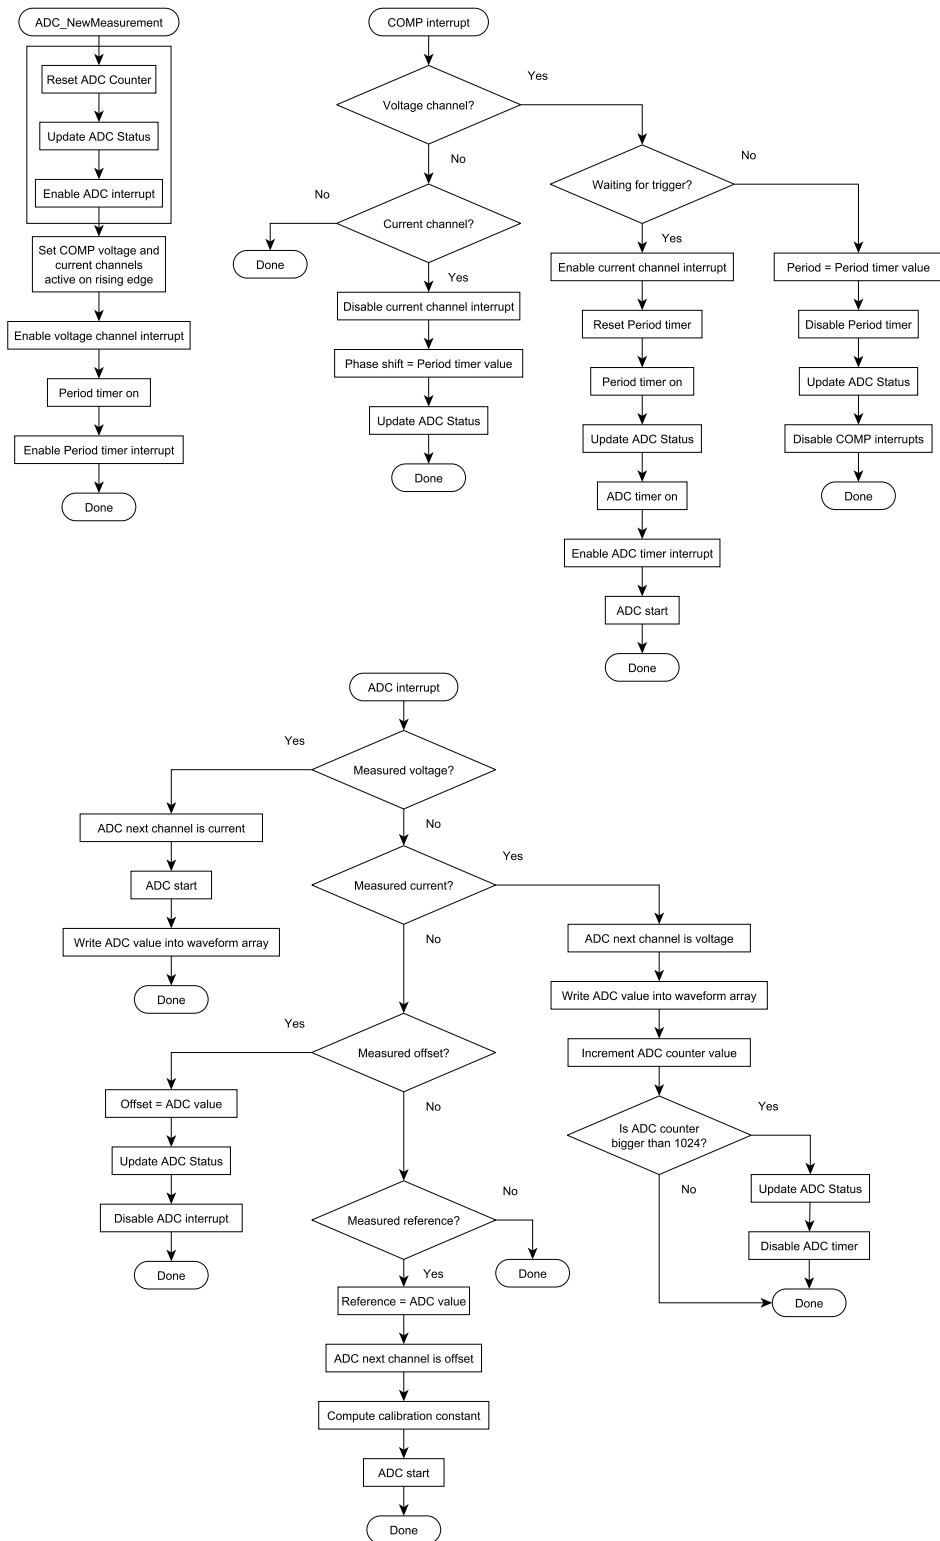 ADC_NewMeasurement
Reset ADC Counter
Update ADC Status
Enable ADC interrupt
Set COMP voltage and
current channels
active on rising edge
Enable voltage channel interrupt
Period timer on
Enable Period timer interrupt
Done
COMP interrupt
Voltage channel?
Yes
No
Current channel?
No
Done
Yes
Disable current channel interrupt
Phase shift = Period timer value
Update ADC Status
Done
Waiting for trigger?
Yes
Enable current channel interrupt
Reset Period timer
Period timer on
Update ADC Status
ADC timer on
Enable ADC timer interrupt
ADC start
Done
No
Period = Period timer value
Disable Period timer
Update ADC Status
Disable COMP interrupts
Done
ADC interrupt
Measured voltage?
Yes
ADC next channel is current
ADC start
Write ADC value into waveform array
Done
No
Measured current?
Yes
ADC next channel is voltage
Write ADC value into waveform array
Increment ADC counter value
Is ADC counter
bigger than 1024?
Yes
Update ADC Status
Disable ADC timer
No
Done
No
Measured offset?
Yes
Offset = ADC value
Update ADC Status
Disable ADC interrupt
Done
No
Measured reference?
No
Done
Yes
Reference = ADC value
ADC next channel is offset
Compute calibration constant
ADC start
Done